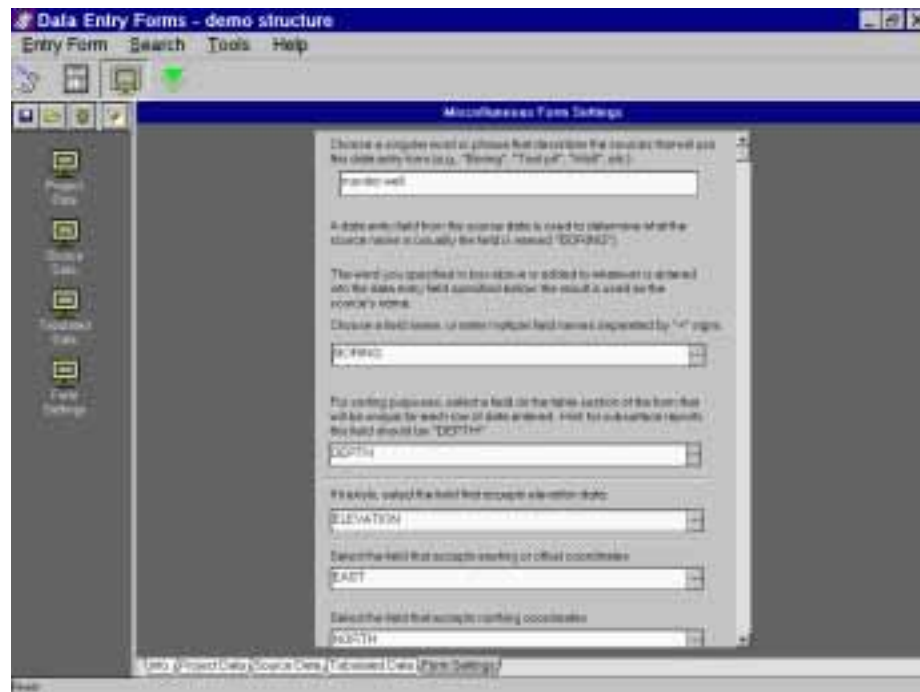 Data Entry Forms - demo structure
Entry Form Search Tools Help
Miscellaneous Form Settings
Choose a singular word or phrase that describes the sources that will use
this data entry form (e.g., "Boring", "Test pit", "Well", etc.)
monitor well
A data entry field from the source data is used to determine what the
source name is (usually the field is named "BORING")
The word you specified in box above is added to whatever is entered
into the data entry field specified below the result is used as the
source's name.
Choose a field name, or enter multiple field names separated by "+" signs.
BORING
For sorting purposes, select a field on the table section of the form that
will be unique for each row of data entered. Hint for subsurface reports
this field should be "DEPTH"
DEPTH
If exists, select the field that accepts elevation data
ELEVATION
Select the field that accepts easting or offset coordinates
EAST
Select the field that accepts northing coordinates
NORTH
Project
Data
Source
Data
Tabulated
Data
Form
Settings
Info Project Data Source Data Tabulated Data Form Settings
Ready